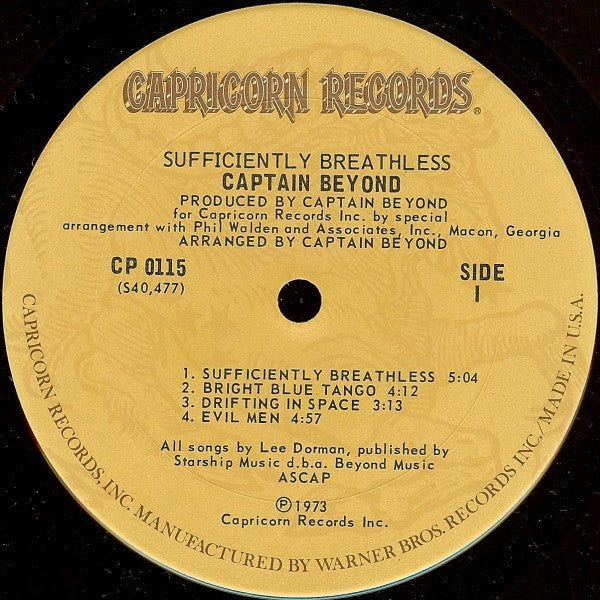 CAPRICORN RECORDS®
SUFFICIENTLY BREATHLESS
CAPTAIN BEYOND
PRODUCED BY CAPTAIN BEYOND
for Capricorn Records Inc. by special
arrangement with Phil Walden and Associates, Inc., Macon, Georgia
ARRANGED BY CAPTAIN BEYOND
CP 0115
(S40,477)
SIDE
1
1. SUFFICIENTLY BREATHLESS 5:04
2. BRIGHT BLUE TANGO 4:12
3. DRIFTING IN SPACE 3:13
4. EVIL MEN 4:57
All songs by Lee Dorman, published by
Starship Music d.b.a. Beyond Music
ASCAP
℗1973
Capricorn Records Inc.
CAPRICORN RECORDS, INC. MANUFACTURED BY WARNER BROS. RECORDS INC./MADE IN U.S.A.